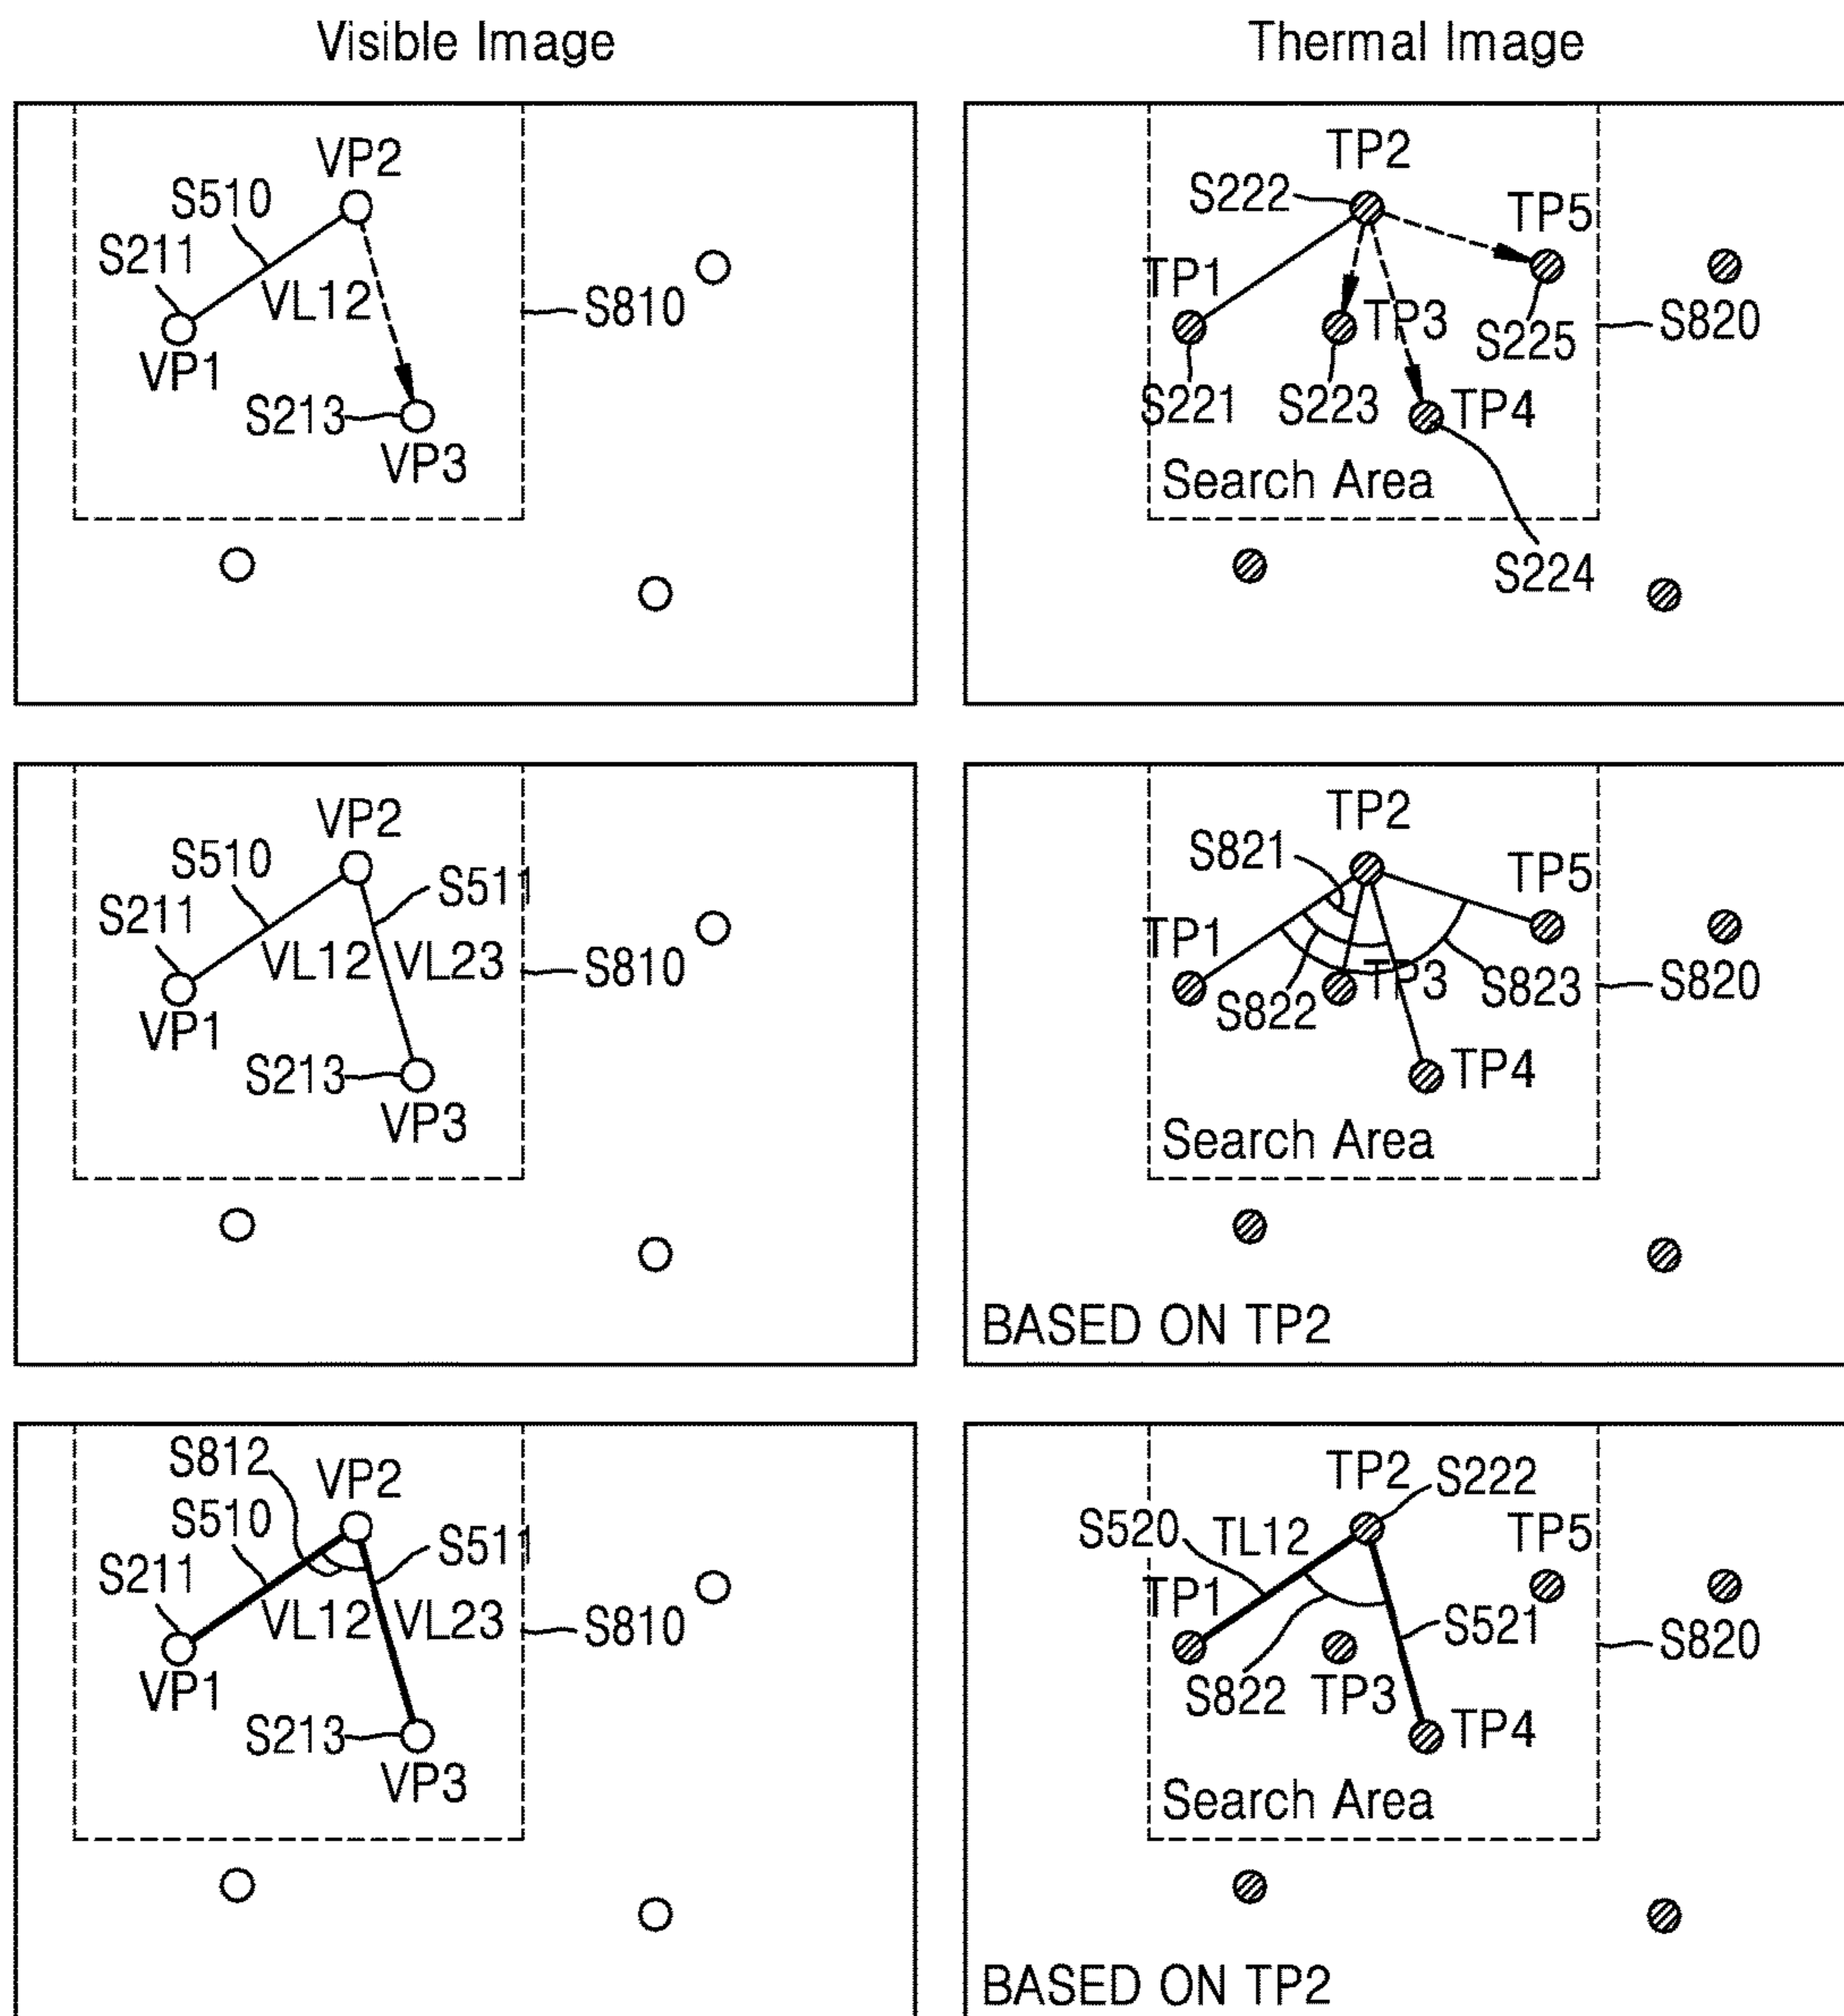 Visible Image
Thermal Image
VP2
S510
S211
VL12
VP1
S213
VP3
S810
TP2
S222
TP5
TP1
TP3
S225
S820
S221
S223
TP4
Search Area
S224
VP2
S510
S511
S211
VL12
VL23
S810
VP1
S213
VP3
TP2
S821
TP5
TP1
TP3
S823
S820
S822
TP4
Search Area
BASED ON TP2
S812
VP2
S510
S511
S211
VL12
VL23
S810
VP1
S213
VP3
TP2
S222
S520
TL12
TP5
TP1
S521
S820
S822
TP3
TP4
Search Area
BASED ON TP2